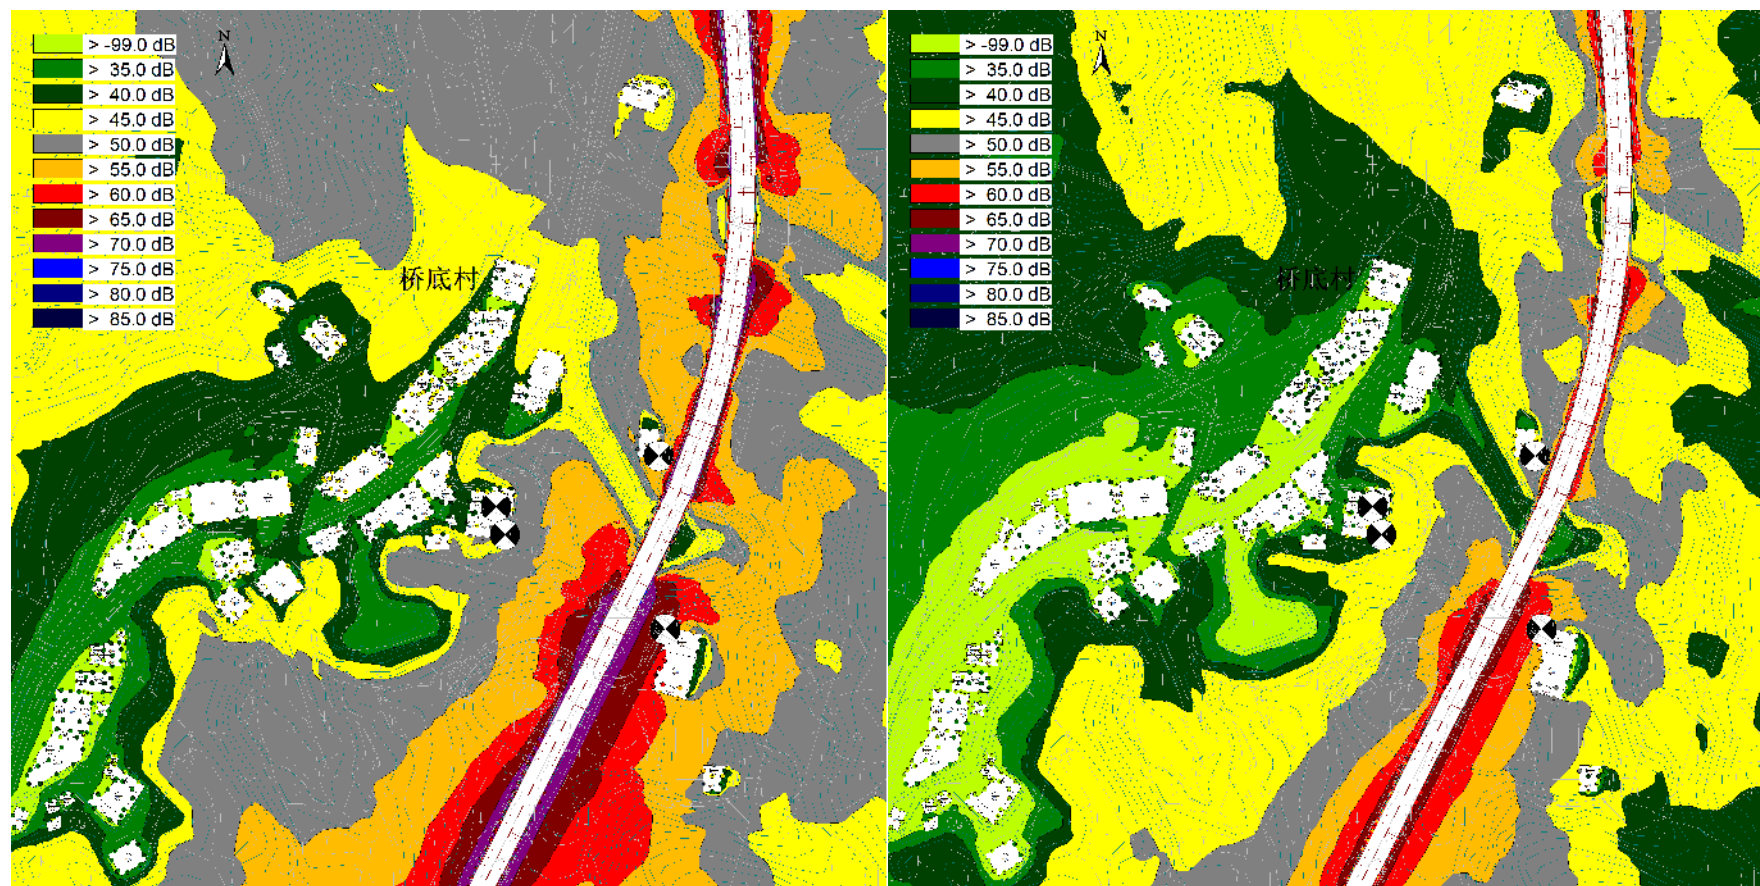 N
> -99.0 dB
> 35.0 dB
> 40.0 dB
> 45.0 dB
> 50.0 dB
> 55.0 dB
> 60.0 dB
> 65.0 dB
> 70.0 dB
> 75.0 dB
> 80.0 dB
> 85.0 dB
桥底村
N
> -99.0 dB
> 35.0 dB
> 40.0 dB
> 45.0 dB
> 50.0 dB
> 55.0 dB
> 60.0 dB
> 65.0 dB
> 70.0 dB
> 75.0 dB
> 80.0 dB
> 85.0 dB
桥底村